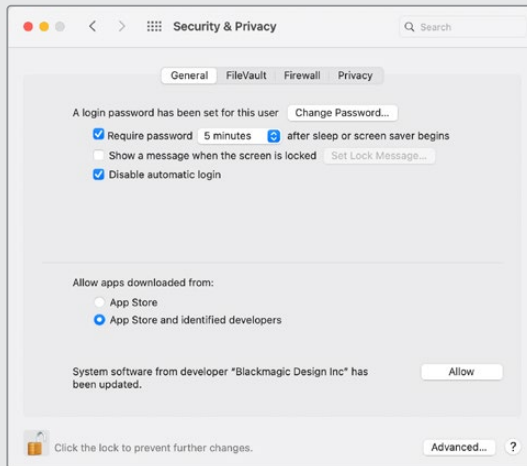 Security & Privacy
Search
General FileVault Firewall Privacy
A login password has been set for this user Change Password...
Require password 5 minutes after sleep or screen saver begins
Show a message when the screen is locked Set Lock Message...
Disable automatic login
Allow apps downloaded from:
App Store
App Store and identified developers
System software from developer “Blackmagic Design Inc” has Allow
been updated.
Click the lock to prevent further changes. Advanced... ?